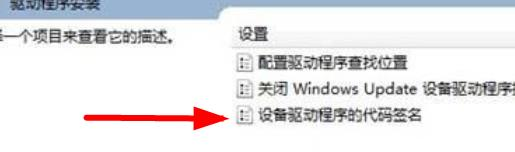 驱动程序安装
一个项目来查看它的描述。
设置
配置驱动程序查找位置
关闭 Windows Update 设备驱动程序
设备驱动程序的代码签名